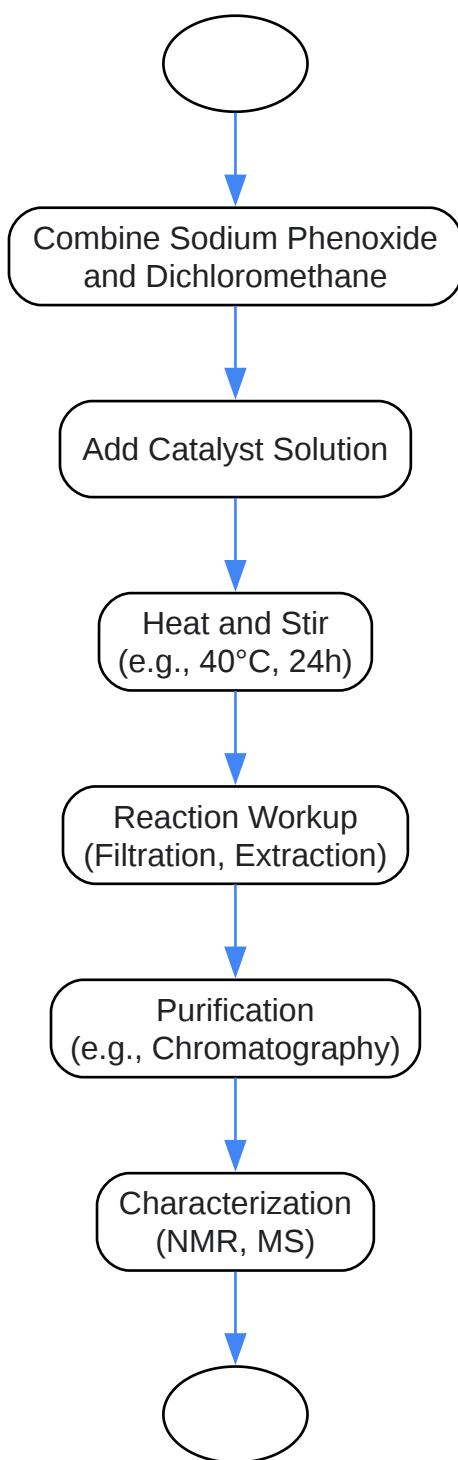 Combine Sodium Phenoxide
and Dichloromethane
Add Catalyst Solution
Heat and Stir
(e.g., 40°C, 24h)
Reaction Workup
(Filtration, Extraction)
Purification
(e.g., Chromatography)
Characterization
(NMR, MS)